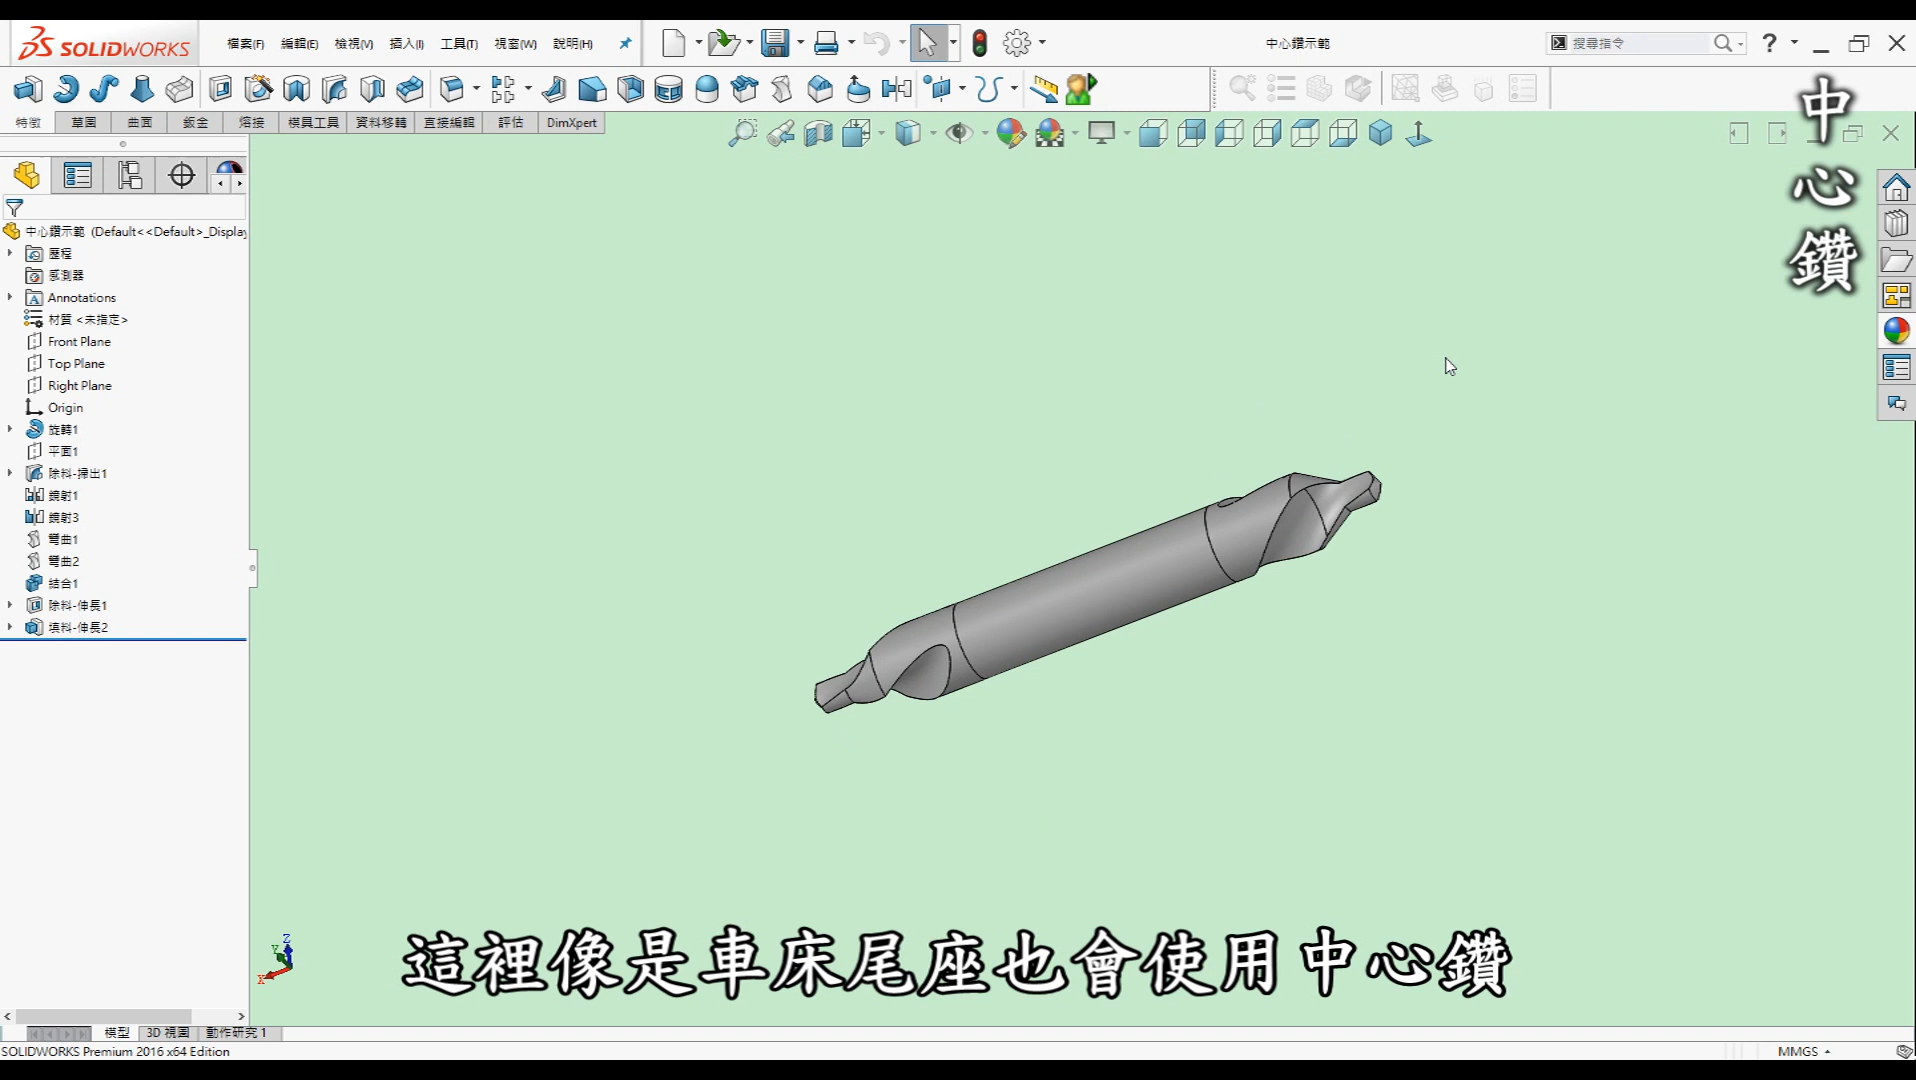 SOLIDWORKS
檔案(F) 編輯(E) 檢視(V) 插入(I) 工具(T) 視窗(W) 說明(H)
中心鑽示範
搜尋指令
特徵 草圖 曲面 鈑金 熔接 模具工具 資料移轉 直接編輯 評估 DimXpert
中心鑽
中心鑽示範 (Default<<Default>_Display
歷程
感測器
Annotations
材質 <未指定>
Front Plane
Top Plane
Right Plane
Origin
旋轉1
平面1
除料-掃出1
鏡射1
鏡射3
彎曲1
彎曲2
結合1
除料-伸長1
填料-伸長2
Z
Y
X
這裡像是車床尾座也會使用中心鑽
模型 3D 視圖 動作研究 1
SOLIDWORKS Premium 2016 x64 Edition
MMGS